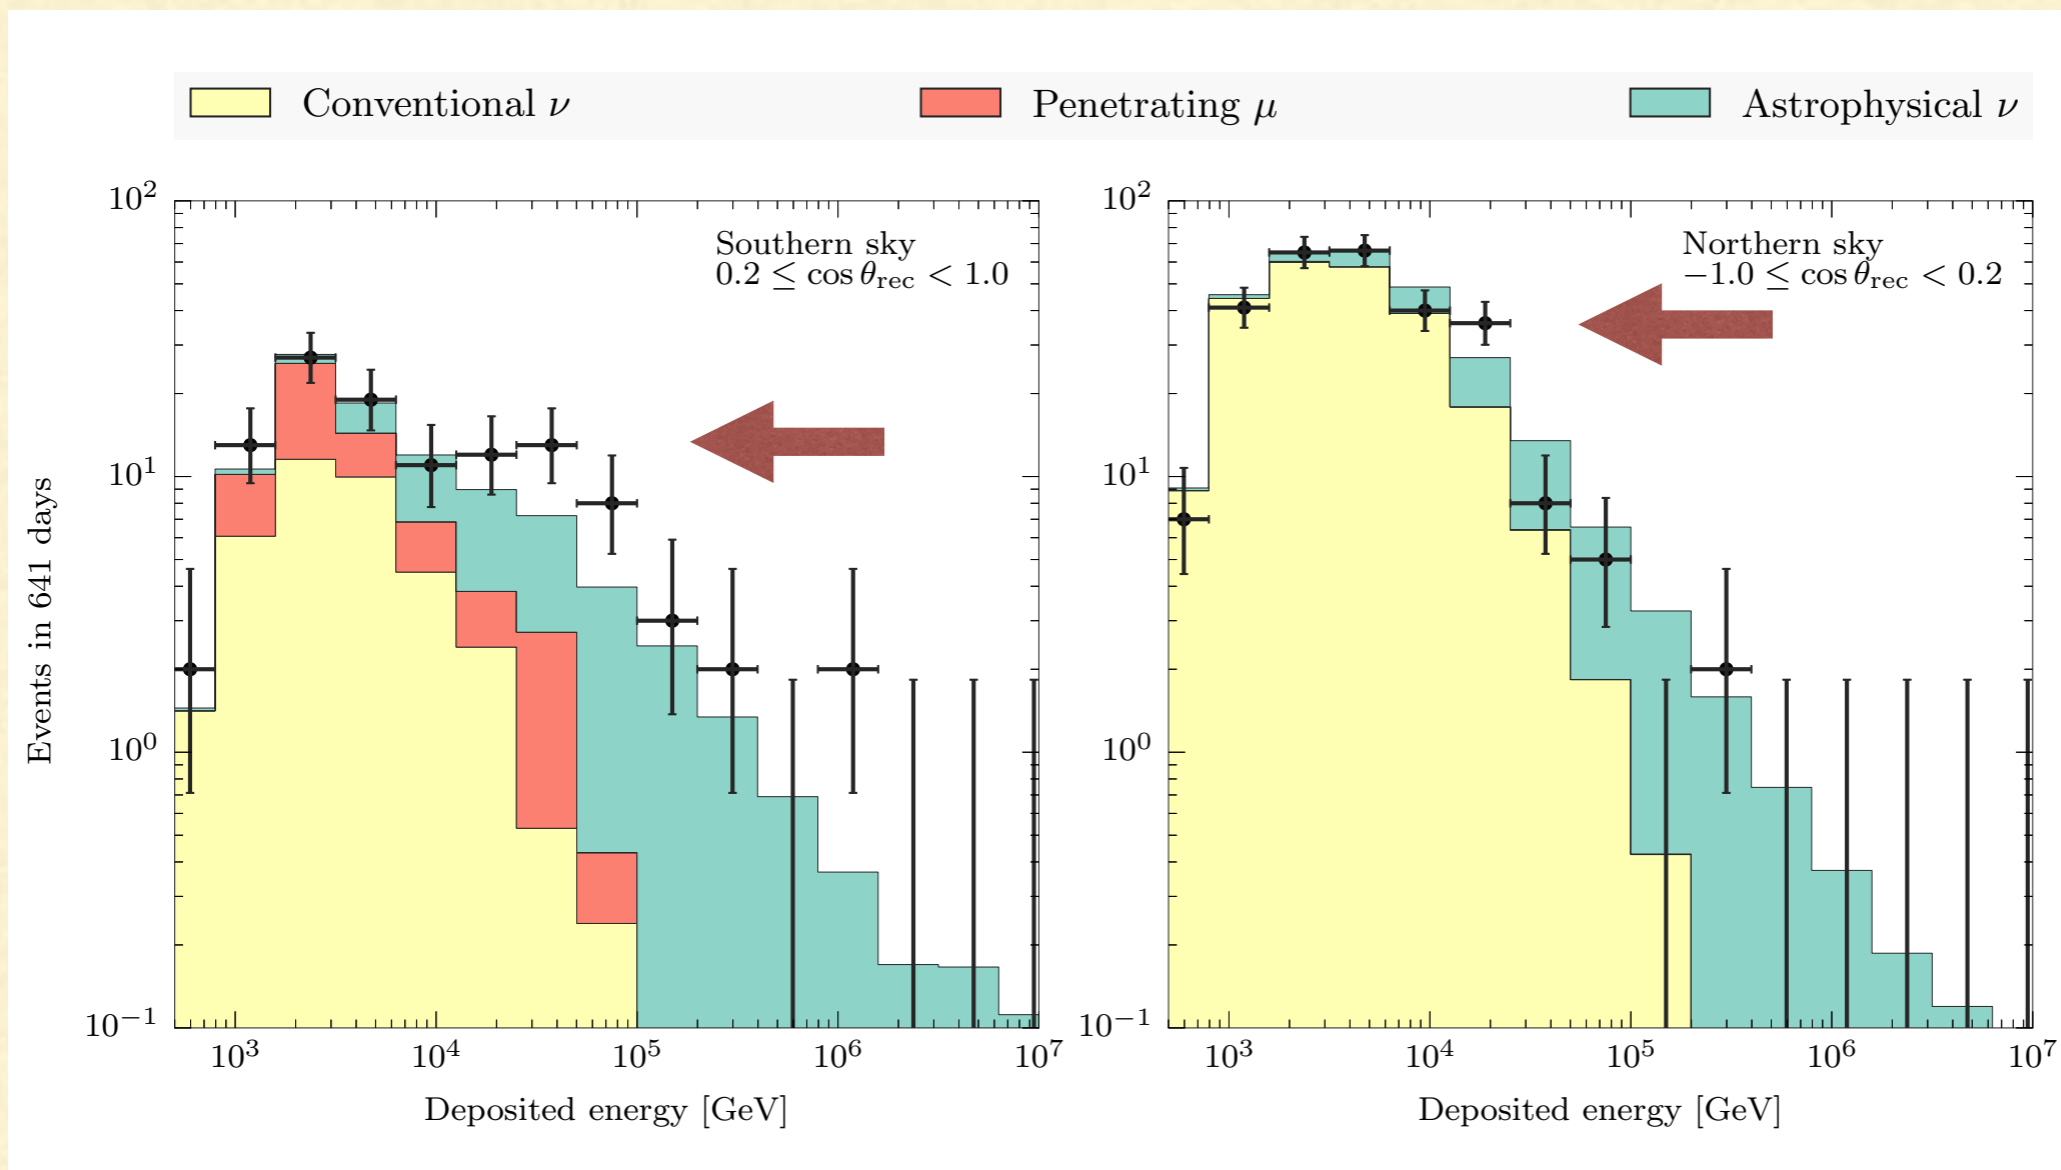 Conventional ν Penetrating μ Astrophysical ν
Southern sky
0.2 ≤ cos θrec < 1.0
Northern sky
−1.0 ≤ cos θrec < 0.2
Events in 641 days
10² 10¹ 10⁰ 10⁻¹
10³ 10⁴ 10⁵ 10⁶ 10⁷
Deposited energy [GeV]
10² 10¹ 10⁰ 10⁻¹
10³ 10⁴ 10⁵ 10⁶ 10⁷
Deposited energy [GeV]